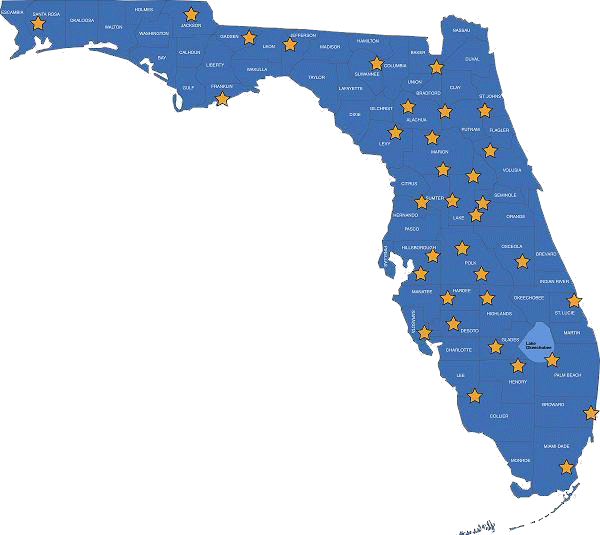 ESCAMBIA
SANTA ROSA
OKALOOSA
WALTON
HOLMES
WASHINGTON
BAY
JACKSON
CALHOUN
GULF
LIBERTY
GADSEN
FRANKLIN
LEON
WAKULLA
JEFFERSON
MADISON
TAYLOR
HAMILTON
SUWANNEE
LAFAYETTE
DIXIE
COLUMBIA
GILCHRIST
BAKER
UNION
BRADFORD
ALACHUA
LEVY
NASSAU
DUVAL
CLAY
ST.JOHNS
PUTNAM
FLAGLER
MARION
VOLUSIA
CITRUS
SUMTER
SEMINOLE
HERNANDO
LAKE
ORANGE
PASCO
HILLSBOROUGH
PINELLAS
POLK
OSCEOLA
BREVARD
INDIAN RIVER
MANATEE
HARDEE
HIGHLANDS
OKEECHOBEE
ST. LUCIE
SARASOTA
DESOTO
GLADES
Lake
Okeechobee
MARTIN
CHARLOTTE
LEE
HENDRY
PALM BEACH
COLLIER
BROWARD
MIAMI-DADE
MONROE